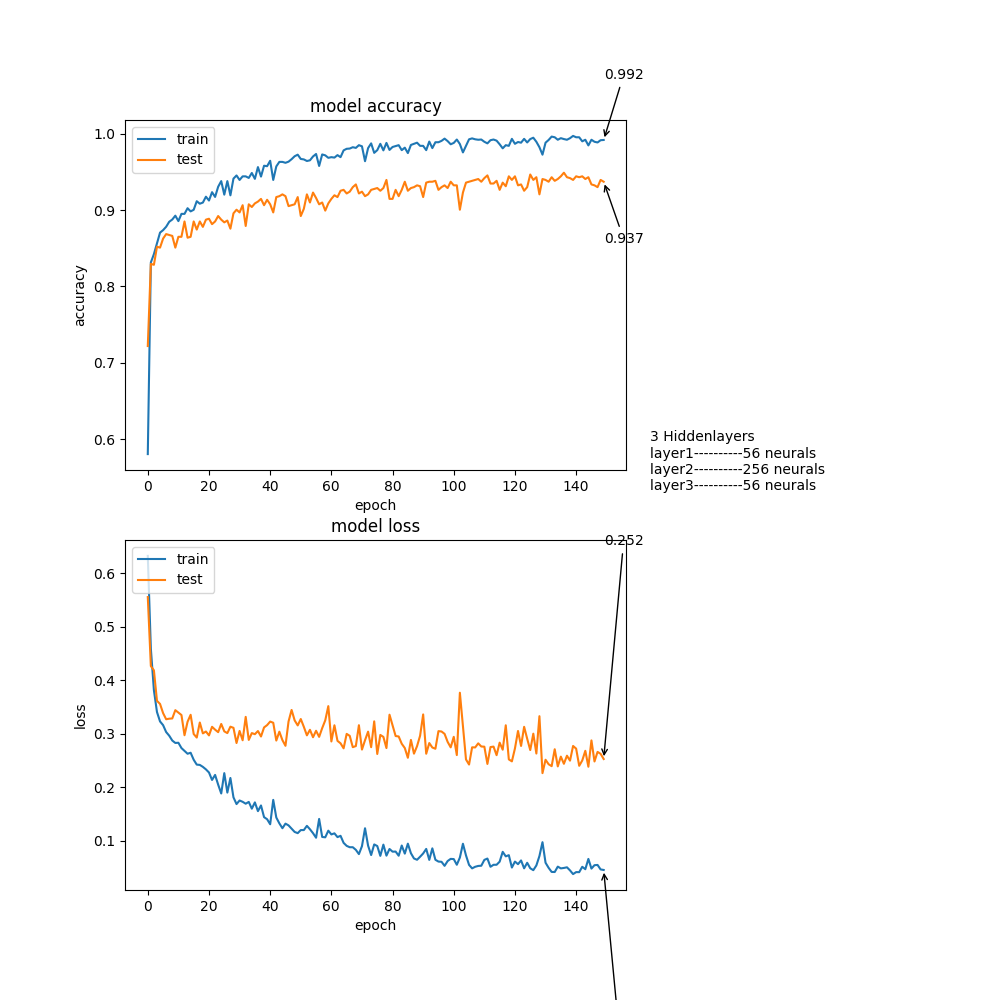 0.992
model accuracy
train
test
1.0
0.9
0.8
0.7
0.6
accuracy
0.937
0 20 40 60 80 100 120 140
epoch
3 Hiddenlayers
layer1----------56 neurals
layer2----------256 neurals
layer3----------56 neurals
model loss
0.252
train
test
0.6
0.5
0.4
0.3
0.2
0.1
loss
0 20 40 60 80 100 120 140
epoch